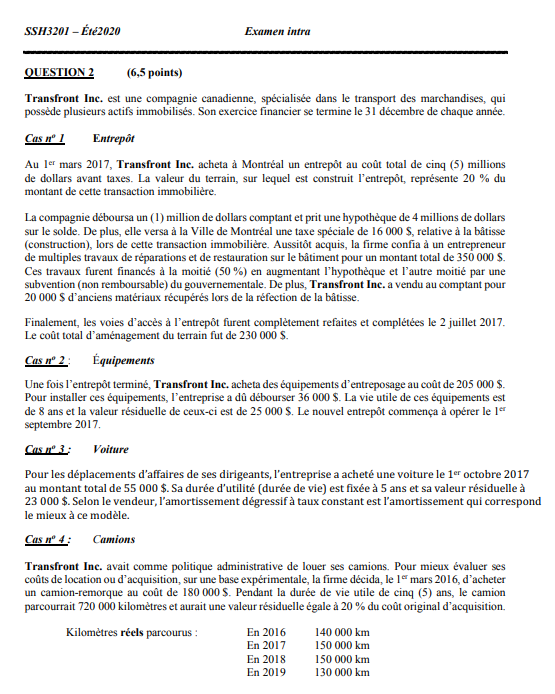 SSH3201 – Été2020 Examen intra
QUESTION 2 (6,5 points)
Transfront Inc. est une compagnie canadienne, spécialisée dans le transport des marchandises, qui
possède plusieurs actifs immobilisés. Son exercice financier se termine le 31 décembre de chaque année.
Cas nº 1 Entrepôt
Au 1er mars 2017, Transfront Inc. acheta à Montréal un entrepôt au coût total de cinq (5) millions
de dollars avant taxes. La valeur du terrain, sur lequel est construit l'entrepôt, représente 20 % du
montant de cette transaction immobilière.
La compagnie déboursa un (1) million de dollars comptant et prit une hypothèque de 4 millions de dollars
sur le solde. De plus, elle versa à la Ville de Montréal une taxe spéciale de 16 000 $, relative à la bâtisse
(construction), lors de cette transaction immobilière. Aussitôt acquis, la firme confia à un entrepreneur
de multiples travaux de réparations et de restauration sur le bâtiment pour un montant total de 350 000 $.
Ces travaux furent financés à la moitié (50 %) en augmentant l'hypothèque et l'autre moitié par une
subvention (non remboursable) du gouvernementale. De plus, Transfront Inc. a vendu au comptant pour
20 000 $ d'anciens matériaux récupérés lors de la réfection de la bâtisse.
Finalement, les voies d'accès à l'entrepôt furent complètement refaites et complétées le 2 juillet 2017.
Le coût total d'aménagement du terrain fut de 230 000 $.
Cas nº 2 : Équipements
Une fois l'entrepôt terminé, Transfront Inc. acheta des équipements d'entreposage au coût de 205 000 $.
Pour installer ces équipements, l'entreprise a dû débourser 36 000 $. La vie utile de ces équipements est
de 8 ans et la valeur résiduelle de ceux-ci est de 25 000 $. Le nouvel entrepôt commença à opérer le 1er
septembre 2017.
Cas nº 3 : Voiture
Pour les déplacements d'affaires de ses dirigeants, l'entreprise a acheté une voiture le 1er octobre 2017
au montant total de 55 000 $. Sa durée d'utilité (durée de vie) est fixée à 5 ans et sa valeur résiduelle à
23 000 $. Selon le vendeur, l'amortissement dégressif à taux constant est l'amortissement qui correspond
le mieux à ce modèle.
Cas nº 4 : Camions
Transfront Inc. avait comme politique administrative de louer ses camions. Pour mieux évaluer ses
coûts de location ou d'acquisition, sur une base expérimentale, la firme décida, le 1er mars 2016, d'acheter
un camion-remorque au coût de 180 000 $. Pendant la durée de vie utile de cinq (5) ans, le camion
parcourrait 720 000 kilomètres et aurait une valeur résiduelle égale à 20 % du coût original d'acquisition.
Kilomètres réels parcourus : En 2016 140 000 km
En 2017 150 000 km
En 2018 150 000 km
En 2019 130 000 km